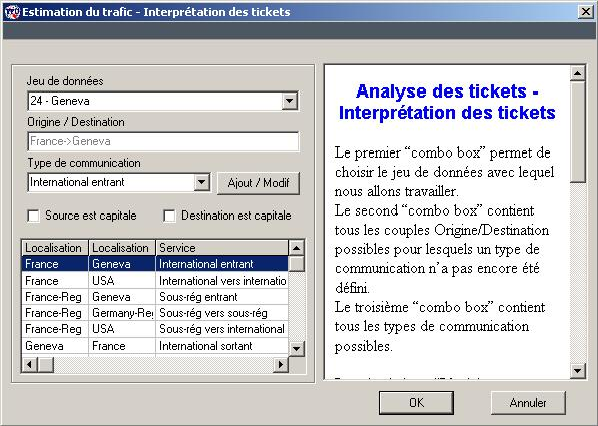 Estimation du trafic - Interprétation des tickets
Jeu de données
24 - Geneva
Origine / Destination
France->Geneva
Type de communication
International entrant
Ajout / Modif
Source est capitale
Destination est capitale
Localisation Localisation Service
France Geneva International entrant
France USA International vers internatio
France-Reg Geneva Sous-rég entrant
France-Reg Germany-Reg Sous-rég vers sous-rég
France-Reg USA Sous-rég vers international
Geneva France International sortant
Analyse des tickets -
Interprétation des tickets
Le premier “combo box” permet de
choisir le jeu de données avec lequel
nous allons travailler.
Le second “combo box” contient
tous les couples Origine/Destination
possibles pour lesquels un type de
communication n’a pas encore été
défini.
Le troisième “combo box” contient
tous les types de communication
possibles.
OK
Annuler